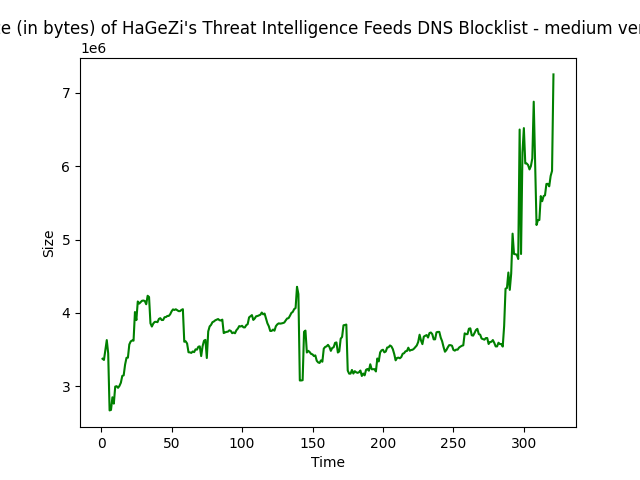 e (in bytes) of HaGeZi's Threat Intelligence Feeds DNS Blocklist - medium ver
1e6
7
6
5
4
3
Size
0 50 100 150 200 250 300
Time